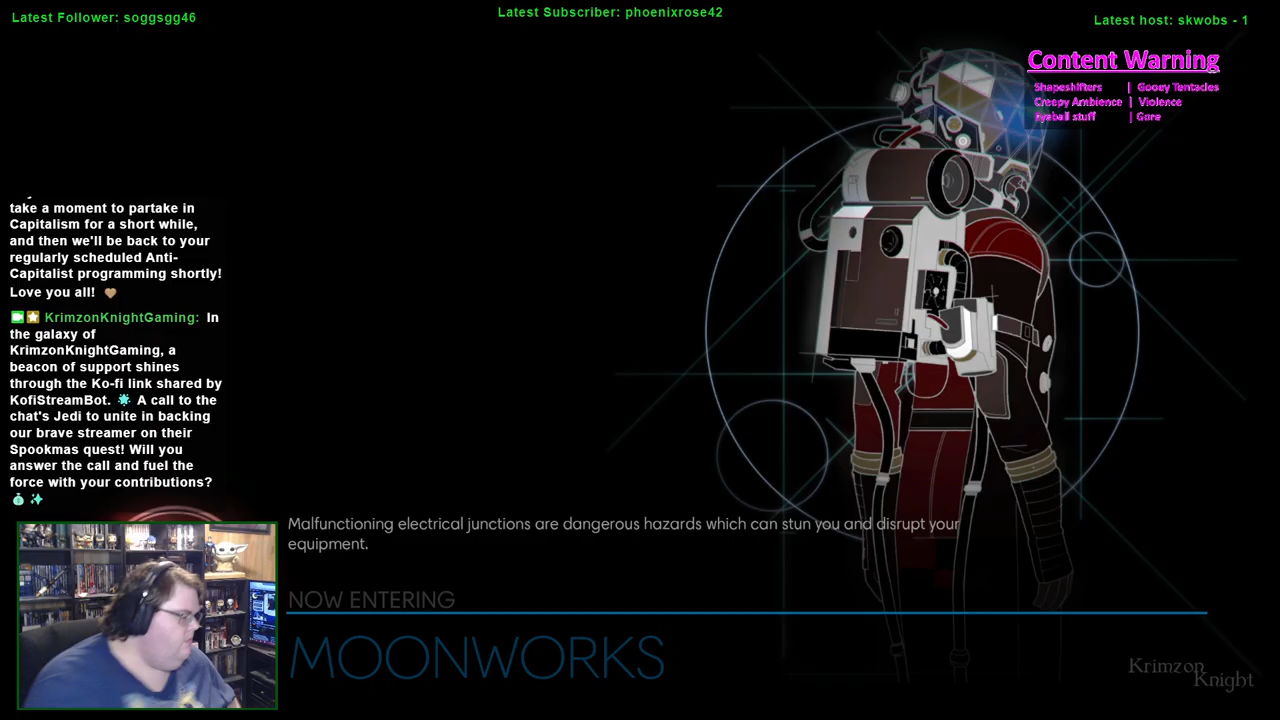 Latest Follower: soggsgg46
Latest Subscriber: phoenixrose42
Latest host: skwobs - 1
Content Warning
Shapeshifters | Gooey Tentacles
Creepy Ambience | Violence
Eyeball stuff | Gore
take a moment to partake in
Capitalism for a short while,
and then we'll be back to your
regularly scheduled Anti-
Capitalist programming shortly!
Love you all! 🤎
KrimzonKnightGaming: In
the galaxy of
KrimzonKnightGaming, a
beacon of support shines
through the Ko-fi link shared by
KofiStreamBot. 🌟 A call to the
chat's Jedi to unite in backing
our brave streamer on their
Spookmas quest! Will you
answer the call and fuel the
force with your contributions?
💰 ✨
Malfunctioning electrical junctions are dangerous hazards which can stun you and disrupt your
equipment.
NOW ENTERING
MOONWORKS
Krimzon
Knight